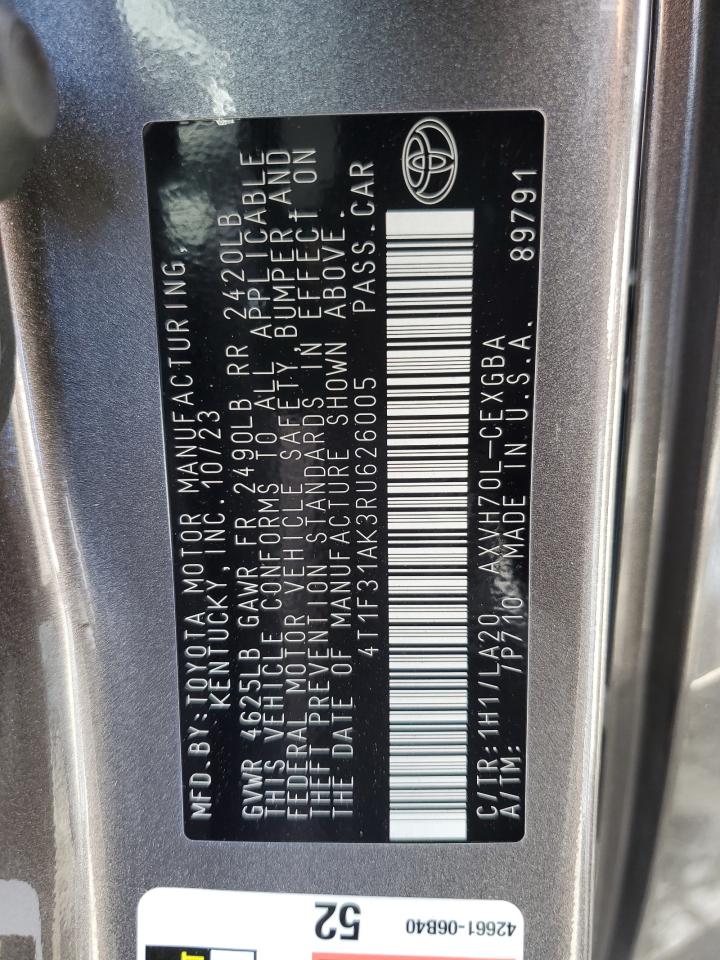 MFD. BY: TOYOTA MOTOR MANUFACTURING,
KENTUCKY, INC. 10/23
GVWR 4625LB GAWR FR 2490LB RR 2420LB
THIS VEHICLE CONFORMS TO ALL APPLICABLE
FEDERAL MOTOR VEHICLE SAFETY, BUMPER, AND
THEFT PREVENTION STANDARDS IN EFFECT ON
THE DATE OF MANUFACTURE SHOWN ABOVE.
4T1F31AK3RU626005 PASS.CAR
C/TR: 1H1/LA20 AXVH70L-CEXGBA
A/TM: /P710 MADE IN U.S.A. 89791
52
42661-06B40